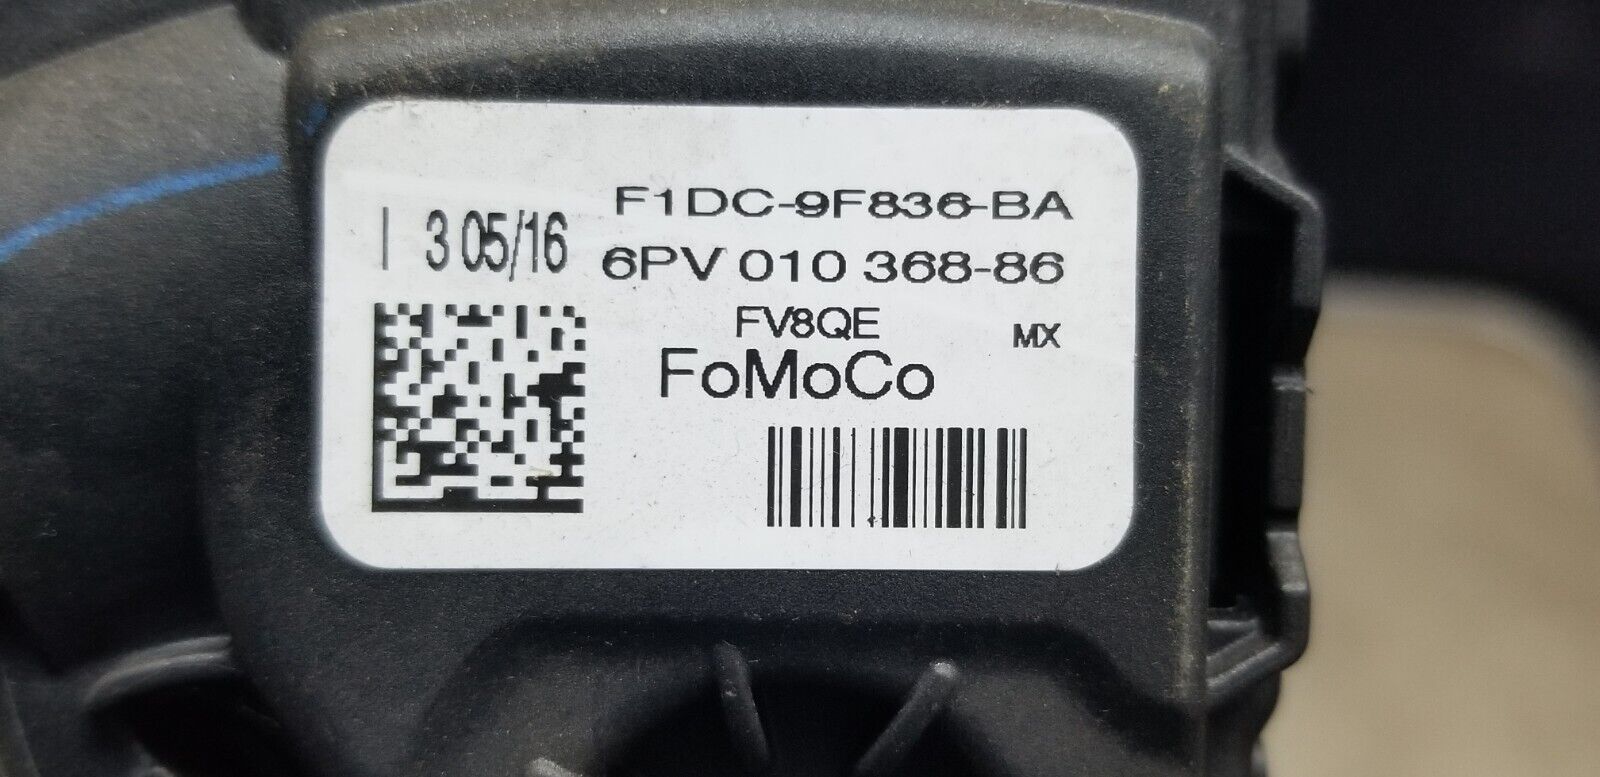 F1DC-9F836-BA
| 3 05/16
6PV 010 368-86
FV8QE
MX
FoMoCo